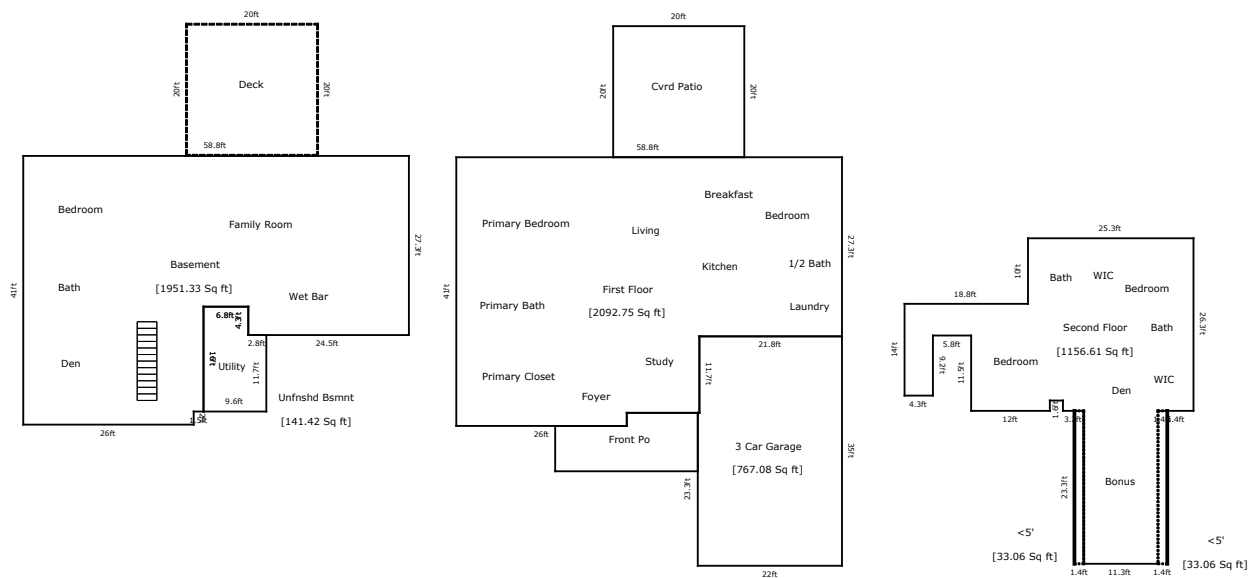 20ft
20ft
Deck
20ft
58.8ft
Bedroom
Family Room
Basement
[1951.33 Sq ft]
27.3ft
41ft
Bath
Wet Bar
6.8ft
4.3ft
2.8ft
24.5ft
16ft
Den
Utility
11.7ft
9.6ft
Unfnshd Bsmnt
[141.42 Sq ft]
2ft
1.5ft
26ft
20ft
20ft
Cvrd Patio
20ft
58.8ft
Breakfast
Bedroom
Primary Bedroom
Living
27.3ft
Kitchen
1/2 Bath
41ft
First Floor
[2092.75 Sq ft]
Primary Bath
Laundry
21.8ft
Study
11.7ft
Primary Closet
Foyer
26ft
Front Po
3 Car Garage
[767.08 Sq ft]
35ft
23.3ft
22ft
25.3ft
10ft
Bath
WIC
Bedroom
18.8ft
26.3ft
Second Floor
[1156.61 Sq ft]
Bath
14ft
5.8ft
9.2ft
11.5ft
Bedroom
WIC
Den
4.3ft
1.6ft
12ft
1.4ft
Bonus
23.3ft
<5'
[33.06 Sq ft]
<5'
[33.06 Sq ft]
1.4ft
11.3ft
1.4ft